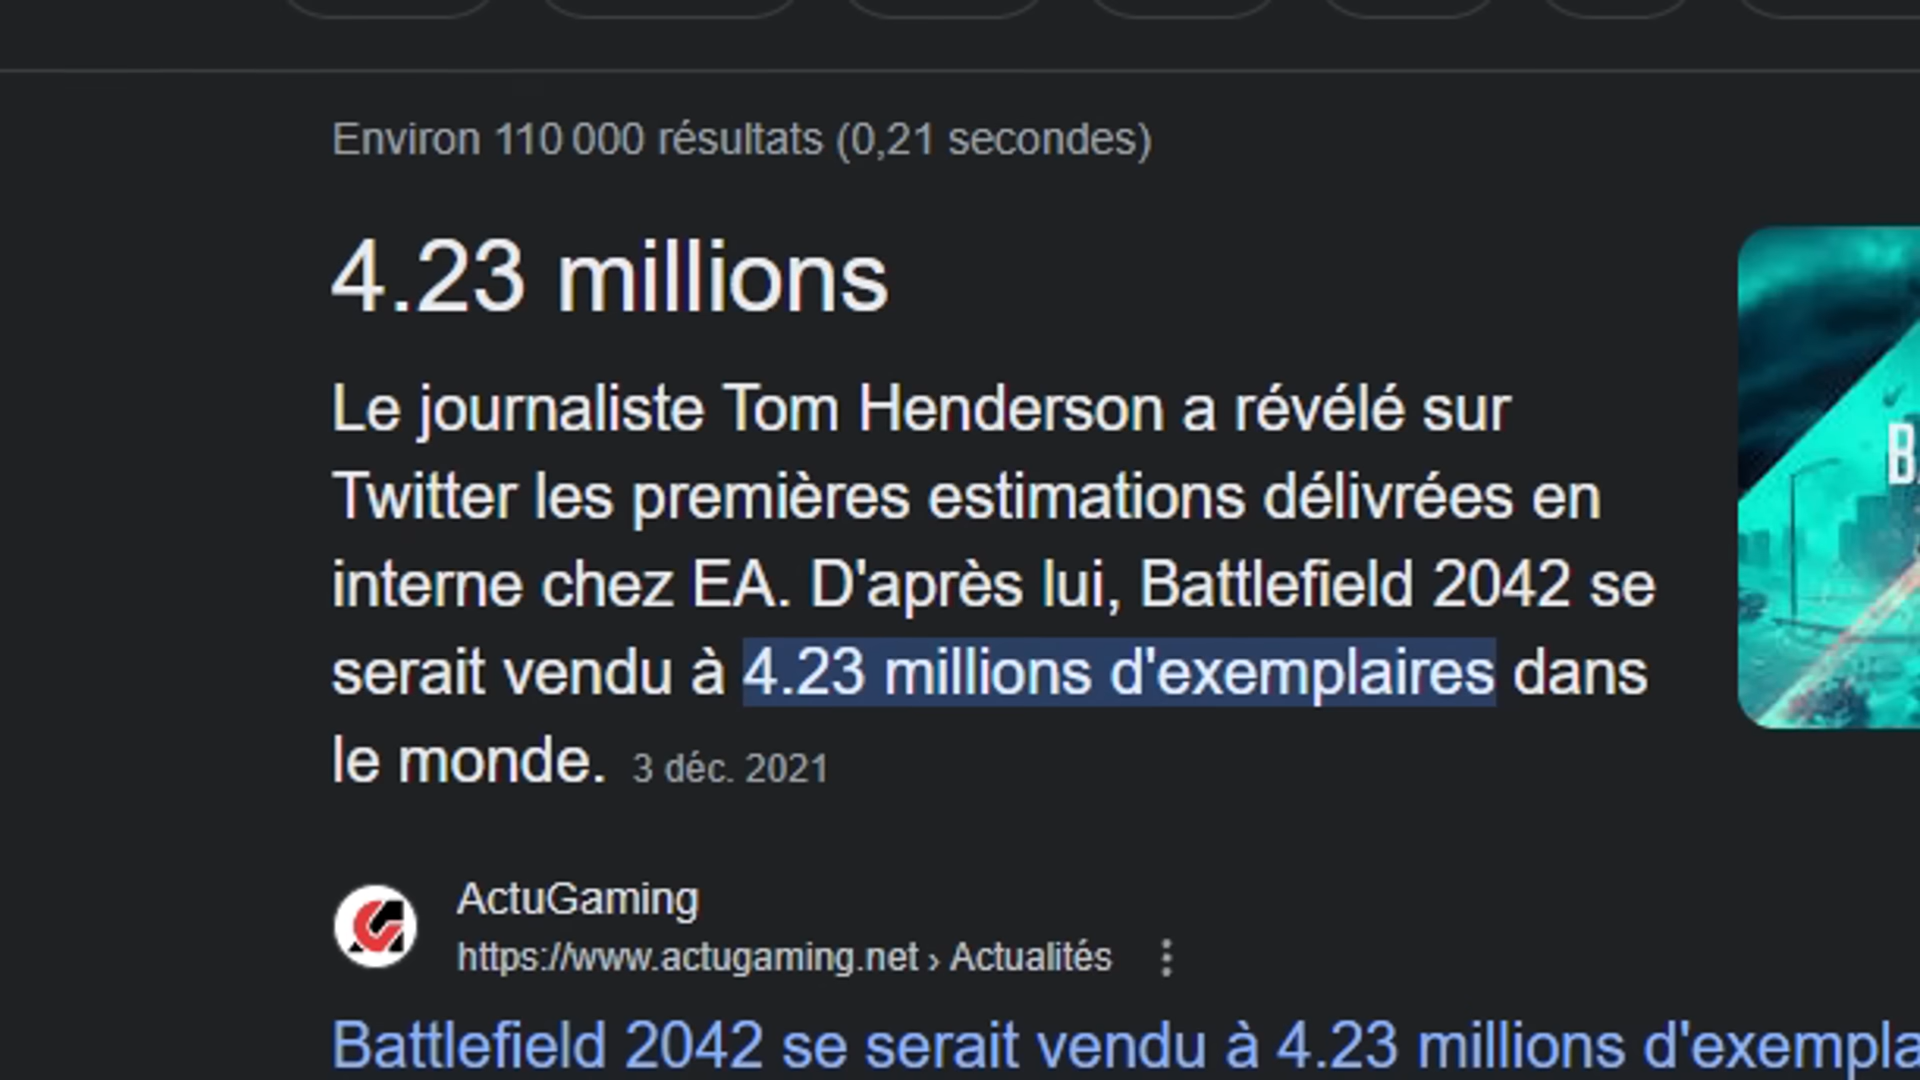 Environ 110 000 résultats (0,21 secondes)
4.23 millions
Le journaliste Tom Henderson a révélé sur
Twitter les premières estimations délivrées en
interne chez EA. D'après lui, Battlefield 2042 se
serait vendu à 4.23 millions d'exemplaires dans
le monde. 3 déc. 2021
ActuGaming
https://www.actugaming.net › Actualités
Battlefield 2042 se serait vendu à 4.23 millions d'exempla